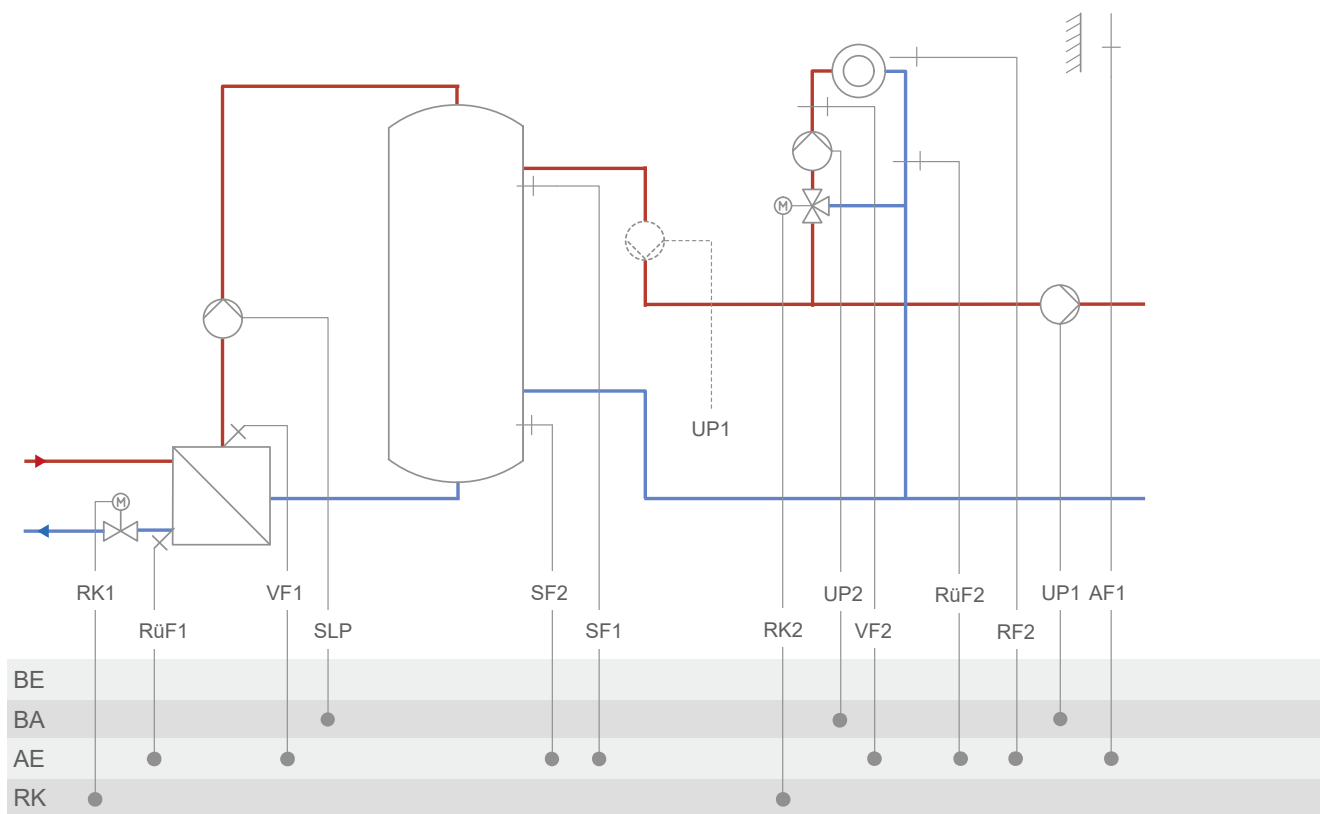 M
UP1
M
RK1
VF1
SF2
UP2
RüF2
UP1
AF1
RüF1
SLP
SF1
RK2
VF2
RF2
BE
BA
AE
RK